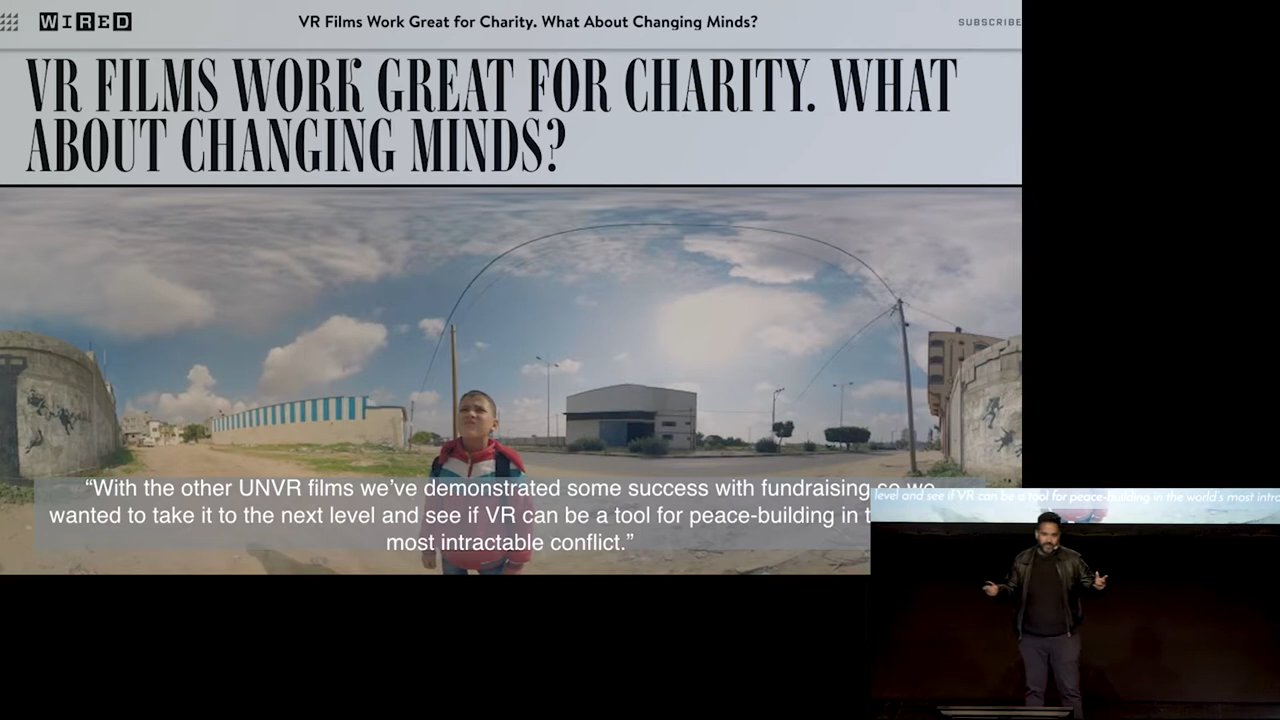 WIRED
VR Films Work Great for Charity. What About Changing Minds?
SUBSCRIBE
VR FILMS WORK GREAT FOR CHARITY. WHAT
ABOUT CHANGING MINDS?
“With the other UNVR films we’ve demonstrated some success with fundraising so we
wanted to take it to the next level and see if VR can be a tool for peace-building in
most intractable conflict.”
level and see if VR can be a tool for peace-building in the world's most